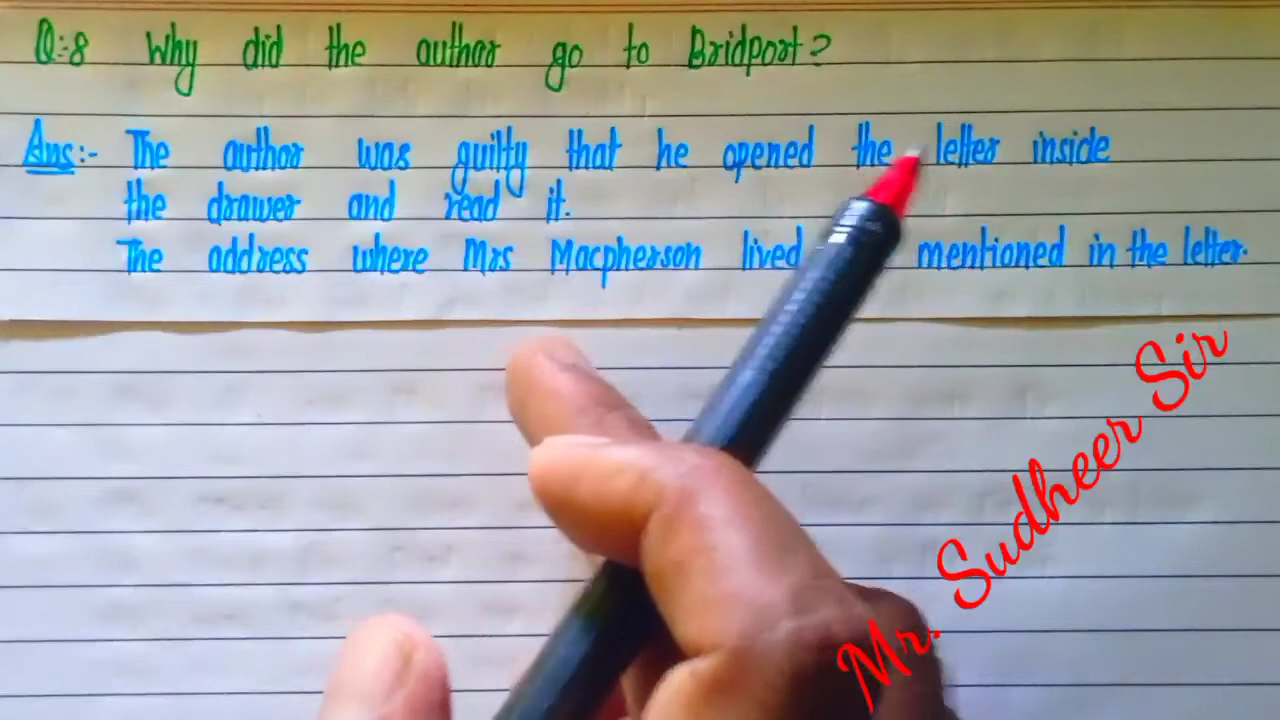 Q:8 Why did the author go to Bridport?
Ans:- The author was guilty that he opened the letter inside
the drawer and read it.
The address where Mrs Macpherson lived mentioned in the letter.
Mr. Sudheer Sir